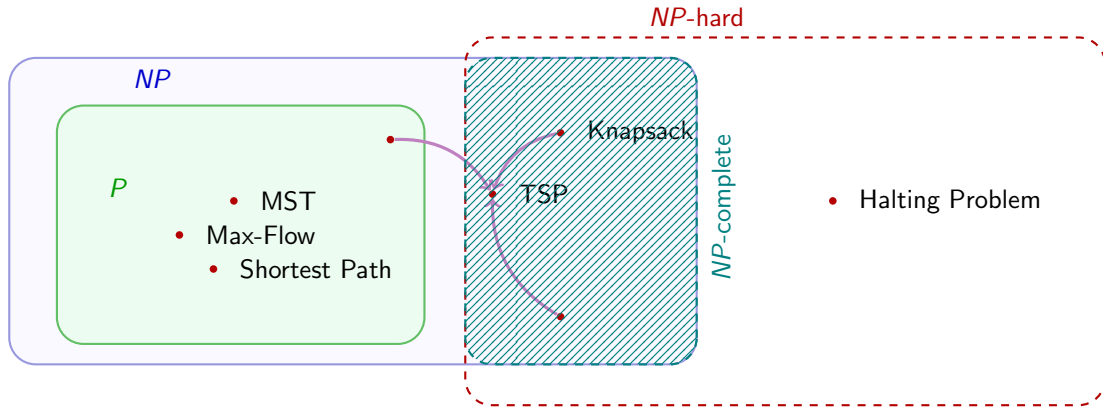 NP-hard
NP
Knapsack
P
TSP
MST
Halting Problem
NP-complete
Max-Flow
Shortest Path